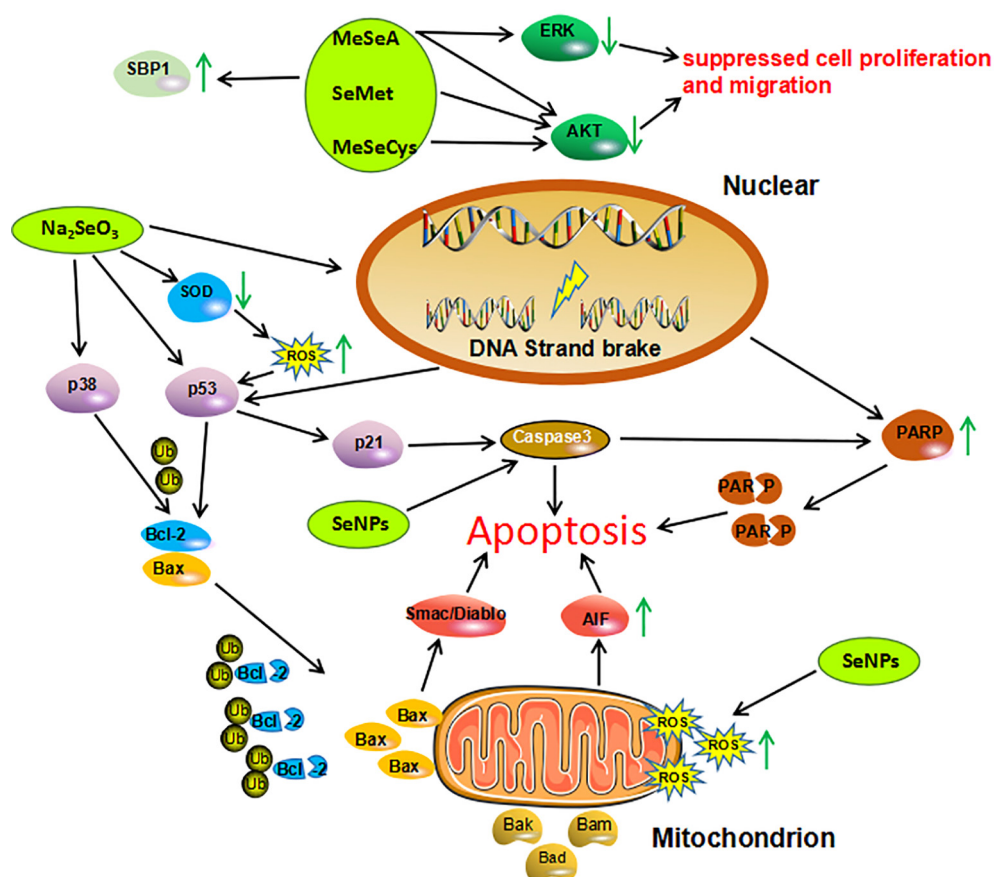 MeSeA
SeMet
MeSeCys
SBP1
ERK
AKT
suppressed cell proliferation
and migration
Nuclear
Na₂SeO₃
SOD
ROS
DNA Strand brake
p38
p53
p21
Caspase3
PARP
PAR P
PAR P
Ub
Ub
SeNPs
Apoptosis
Bcl-2
Bax
Smac/Diablo
AIF
SeNPs
Ub
Ub
Bcl -2
Ub
Ub
Bcl -2
Ub
Ub
Bcl -2
Bax
Bax
Bax
ROS
ROS
ROS
Bak
Bam
Bad
Mitochondrion